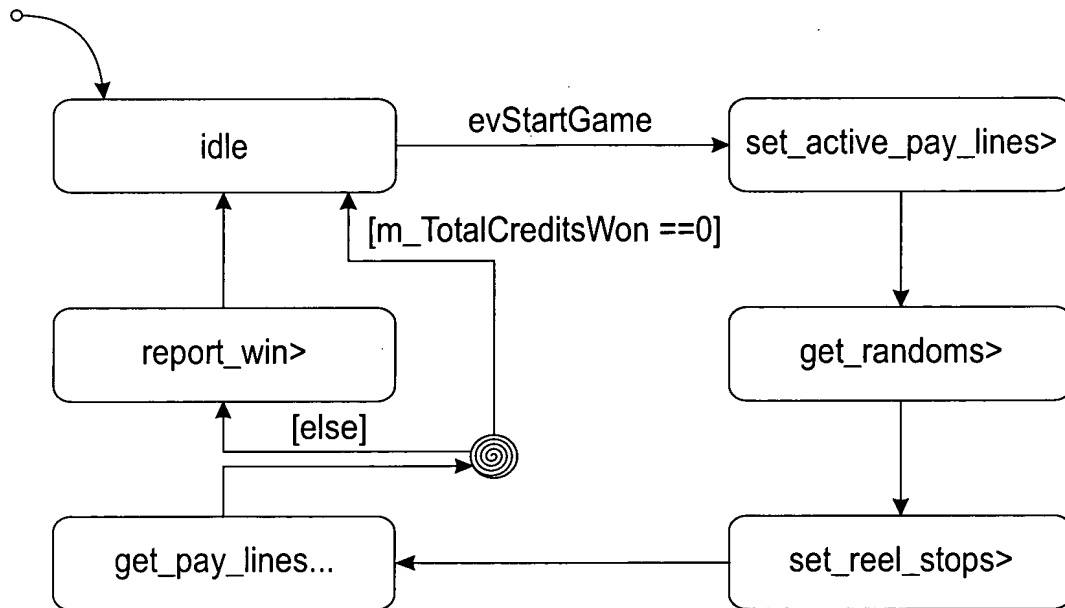 idle
evStartGame
set_active_pay_lines>
[m_TotalCreditsWon ==0]
report_win>
get_randoms>
[else]
get_pay_lines...
set_reel_stops>